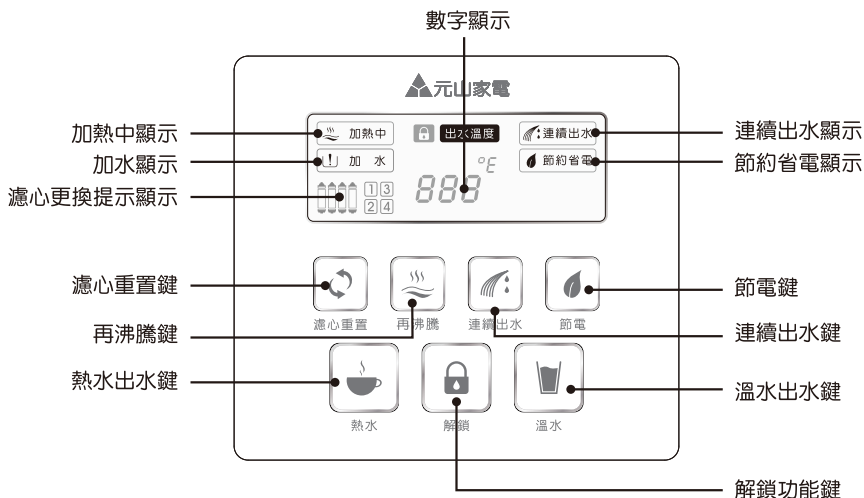 數字顯示
元山家電
加熱中顯示
加水顯示
濾心更換提示顯示
加熱中
出水溫度
連續出水
加 水
°E
節約省電
888
1 3
2 4
連續出水顯示
節約省電顯示
濾心重置鍵
再沸騰鍵
熱水出水鍵
濾心重置
再沸騰
連續出水
節電
熱水
解鎖
溫水
節電鍵
連續出水鍵
溫水出水鍵
解鎖功能鍵